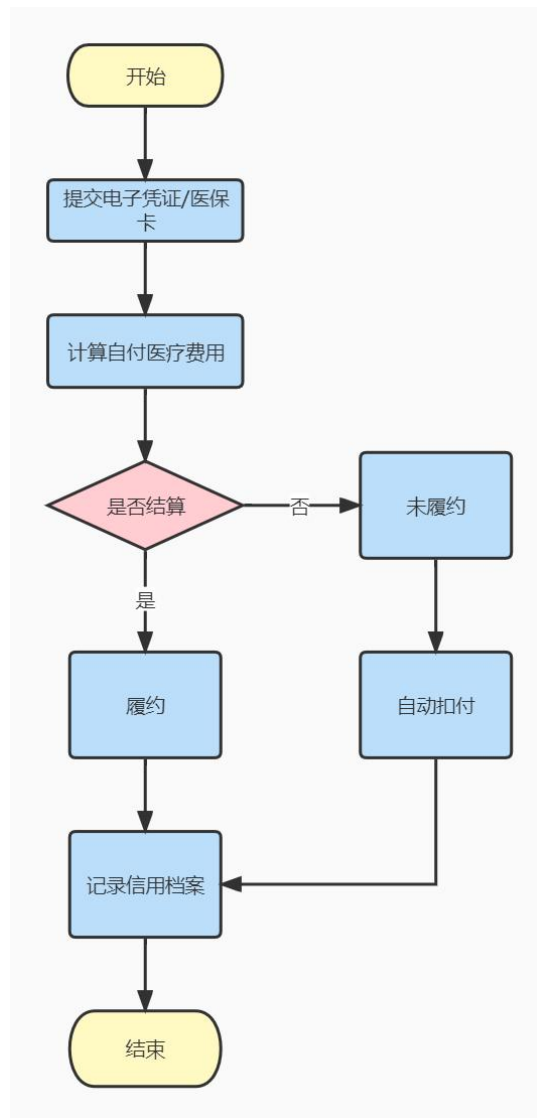 开始
提交电子凭证/医保
卡
计算自付医疗费用
是否结算
否
未履约
是
履约
自动扣付
记录信用档案
结束